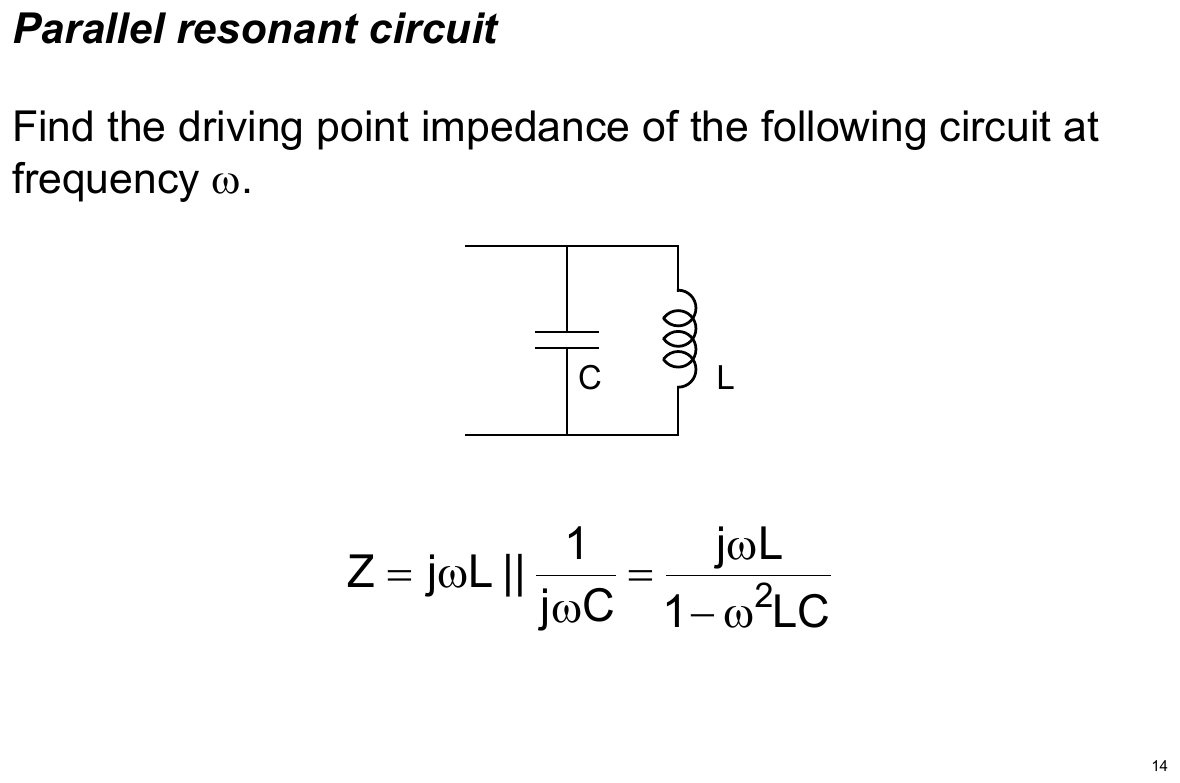 Parallel resonant circuit
Find the driving point impedance of the following circuit at
frequency ω.
C
L
Z = jωL || 1/jωC = jωL/1−ω²LC
14